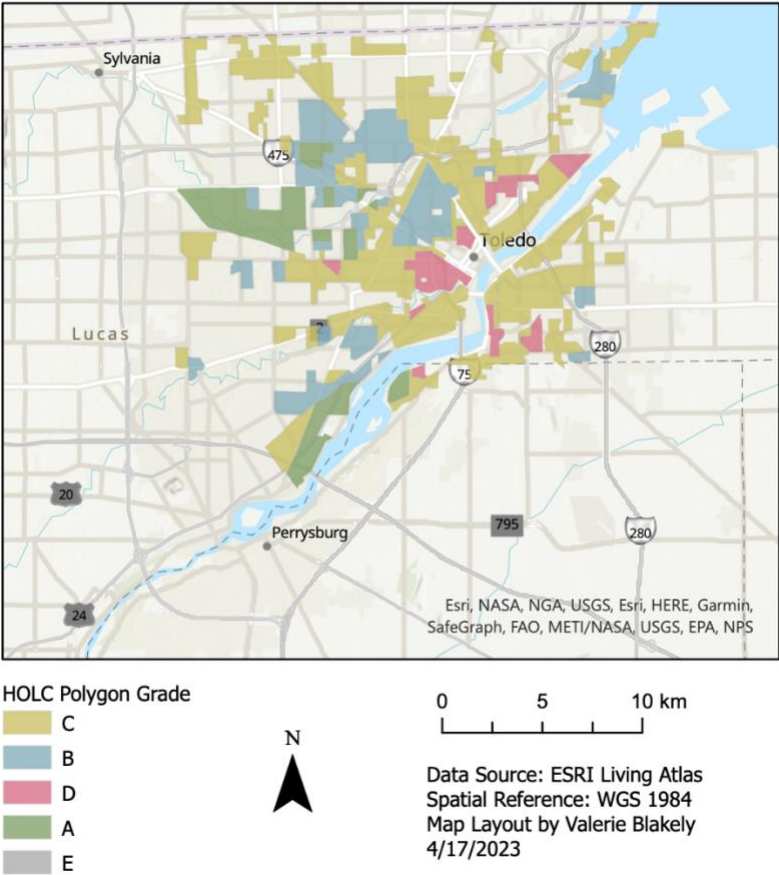 Sylvania
475
Toledo
Lucas
2
280
75
20
795
280
Perrysburg
24
Esri, NASA, NGA, USGS, Esri, HERE, Garmin,
SafeGraph, FAO, METI/NASA, USGS, EPA, NPS
HOLC Polygon Grade
C
B
D
A
E
N
0 5 10 km
Data Source: ESRI Living Atlas
Spatial Reference: WGS 1984
Map Layout by Valerie Blakely
4/17/2023